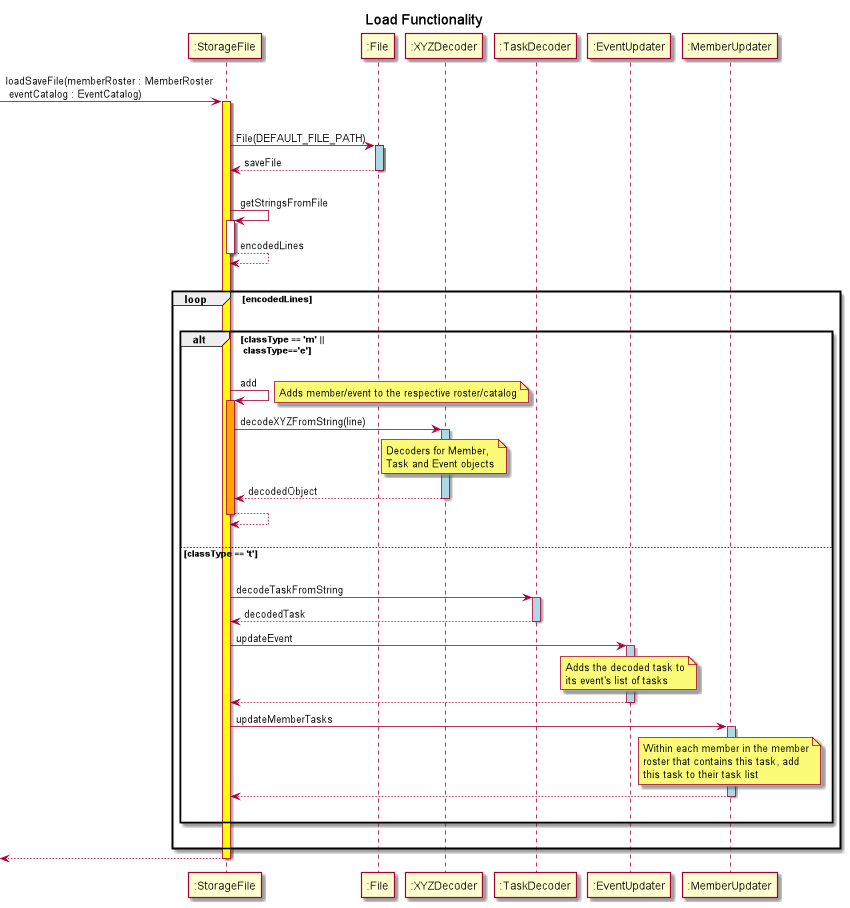 Load Functionality
:StorageFile
:File
:XYZDecoder
:TaskDecoder
:EventUpdater
:MemberUpdater
loadSaveFile(memberRoster : MemberRoster
eventCatalog : EventCatalog)
File(DEFAULT_FILE_PATH)
saveFile
getStringsFromFile
encodedLines
loop
[encodedLines]
alt
[classType == 'm' ||
classType=='e']
add
Adds member/event to the respective roster/catalog
decodeXYZFromString(line)
Decoders for Member,
Task and Event objects
decodedObject
[classType == 't']
decodeTaskFromString
decodedTask
updateEvent
Adds the decoded task to
its event's list of tasks
updateMemberTasks
Within each member in the member
roster that contains this task, add
this task to their task list
:StorageFile
:File
:XYZDecoder
:TaskDecoder
:EventUpdater
:MemberUpdater